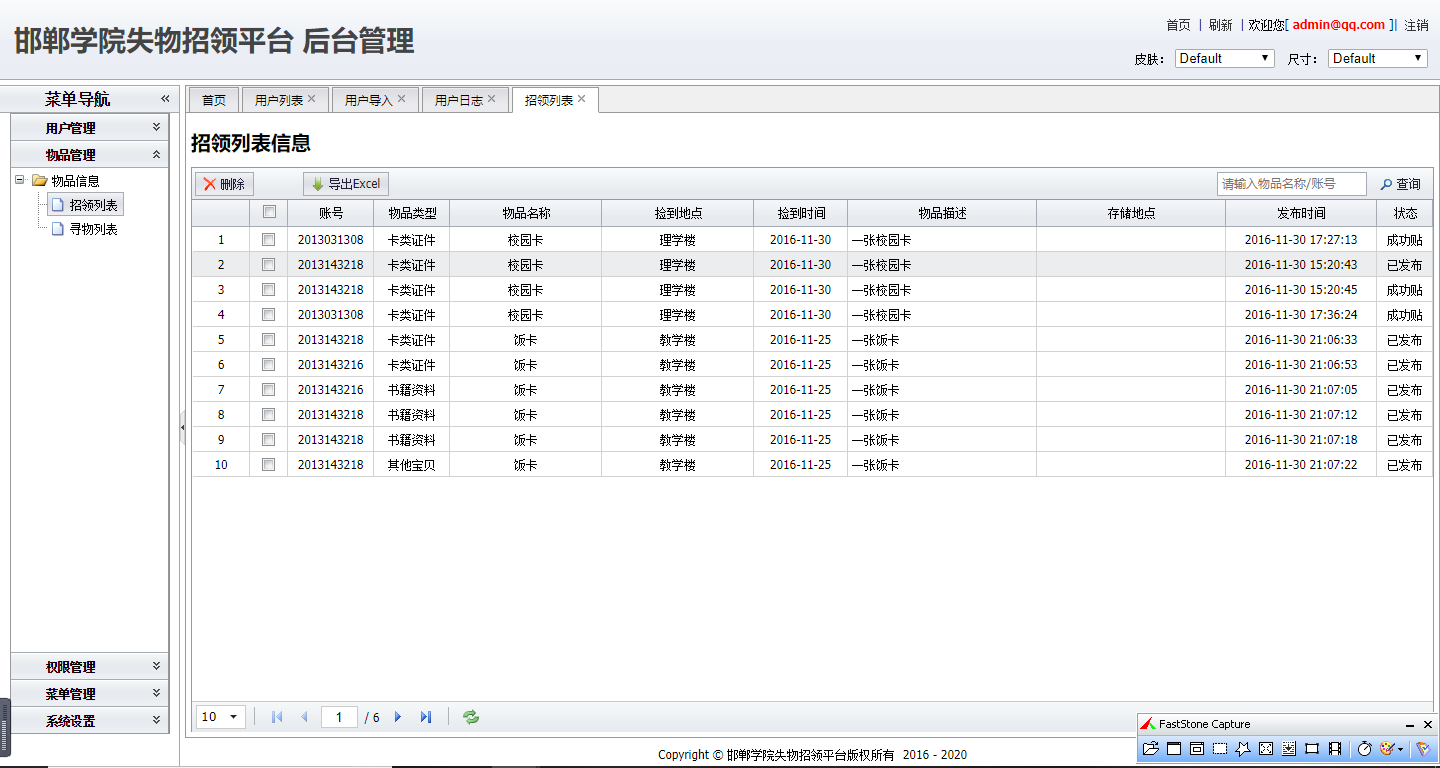 邯郸学院失物招领平台 后台管理
首页 | 刷新 | 欢迎您[ admin@qq.com ]| 注销
皮肤： Default 尺寸： Default
菜单导航
用户管理
物品管理
物品信息
招领列表
寻物列表
权限管理
菜单管理
系统设置
首页 用户列表 用户导入 用户日志 招领列表
招领列表信息
删除 导出Excel 请输入物品名称/账号 查询
账号 物品类型 物品名称 捡到地点 捡到时间 物品描述 存储地点 发布时间 状态
1 2013031308 卡类证件 校园卡 理学楼 2016-11-30 一张校园卡 2016-11-30 17:27:13 成功贴
2 2013143218 卡类证件 校园卡 理学楼 2016-11-30 一张校园卡 2016-11-30 15:20:43 已发布
3 2013143218 卡类证件 校园卡 理学楼 2016-11-30 一张校园卡 2016-11-30 15:20:45 成功贴
4 2013031308 卡类证件 校园卡 理学楼 2016-11-30 一张校园卡 2016-11-30 17:36:24 成功贴
5 2013143218 卡类证件 饭卡 教学楼 2016-11-25 一张饭卡 2016-11-30 21:06:33 已发布
6 2013143216 卡类证件 饭卡 教学楼 2016-11-25 一张饭卡 2016-11-30 21:06:53 已发布
7 2013143216 书籍资料 饭卡 教学楼 2016-11-25 一张饭卡 2016-11-30 21:07:05 已发布
8 2013143218 书籍资料 饭卡 教学楼 2016-11-25 一张饭卡 2016-11-30 21:07:12 已发布
9 2013143218 书籍资料 饭卡 教学楼 2016-11-25 一张饭卡 2016-11-30 21:07:18 已发布
10 2013143218 其他宝贝 饭卡 教学楼 2016-11-25 一张饭卡 2016-11-30 21:07:22 已发布
10 1 / 6
FastStone Capture
Copyright © 邯郸学院失物招领平台版权所有 2016 - 2020